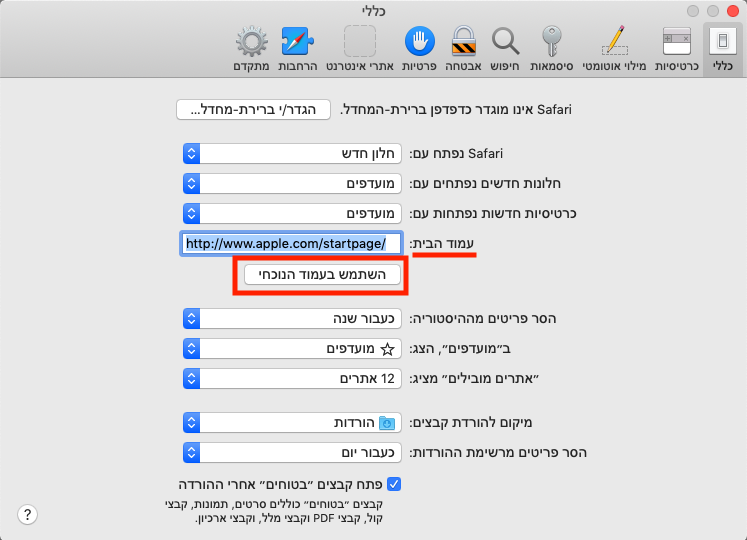 כללי
כללי
כרטיסיות
מילוי אוטומטי
סיסמאות
חיפוש
אבטחה
פרטיות
אתרי אינטרנט
הרחבות
מתקדם
Safari אינו מוגדר כדפדפן ברירת-המחדל. הגדר/י ברירת-מחדל...
Safari נפתח עם: חלון חדש
חלונות חדשים נפתחים עם: מועדפים
כרטיסיות חדשות נפתחות עם: מועדפים
עמוד הבית: http://www.apple.com/startpage/
השתמש בעמוד הנוכחי
הסר פריטים מההיסטוריה: כעבור שנה
ב״מועדפים״, הצג: מועדפים
״אתרים מובילים״ מציג: 12 אתרים
מיקום להורדת קבצים: הורדות
הסר פריטים מרשימת ההורדות: כעבור יום
פתח קבצים ״בטוחים״ אחרי ההורדה
קבצים ״בטוחים״ כוללים סרטים, תמונות, קבצי
קול, קבצי PDF וקבצי מלל, וקבצי ארכיון.
?